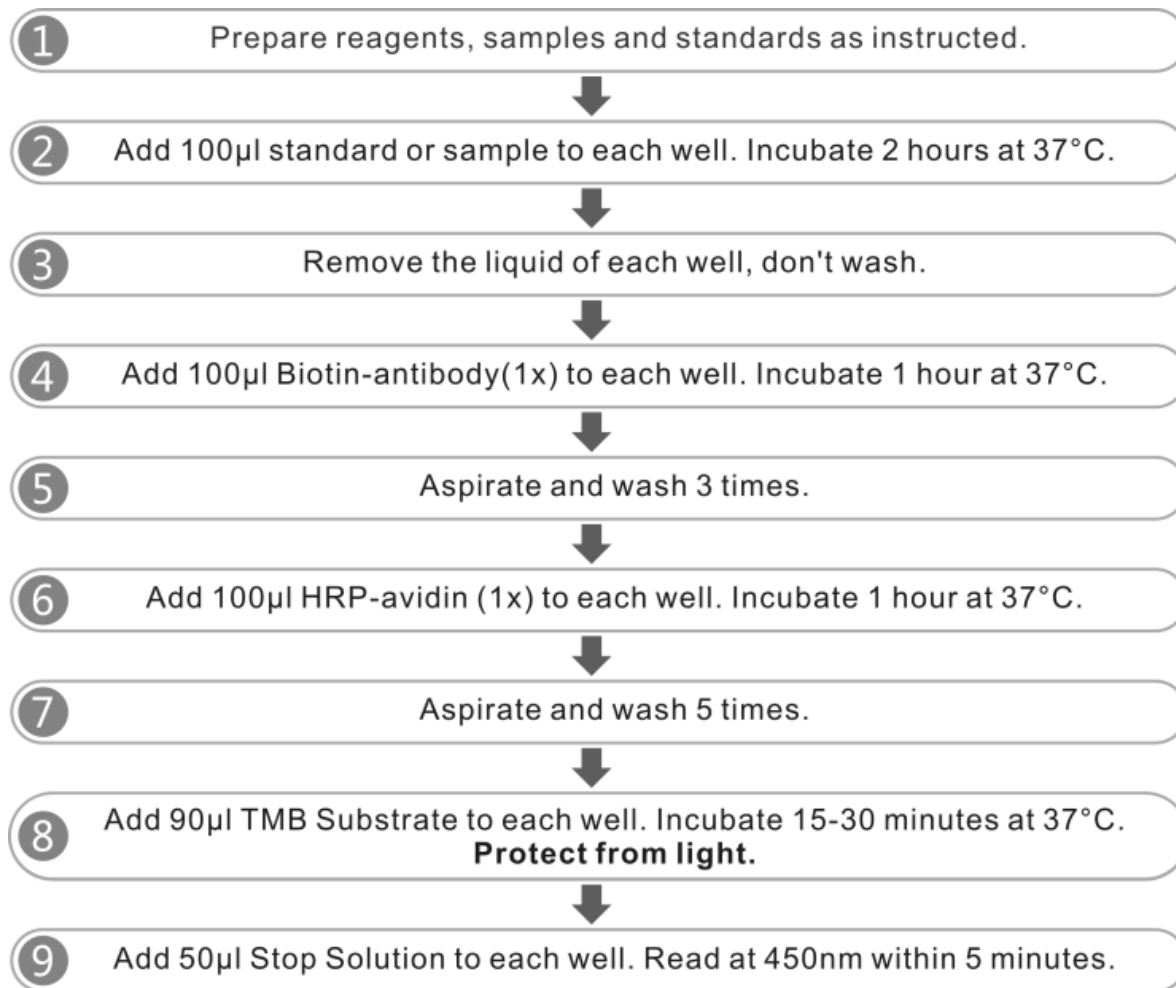 1 Prepare reagents, samples and standards as instructed.
2 Add 100µl standard or sample to each well. Incubate 2 hours at 37°C.
3 Remove the liquid of each well, don't wash.
4 Add 100µl Biotin-antibody(1x) to each well. Incubate 1 hour at 37°C.
5 Aspirate and wash 3 times.
6 Add 100µl HRP-avidin (1x) to each well. Incubate 1 hour at 37°C.
7 Aspirate and wash 5 times.
8 Add 90µl TMB Substrate to each well. Incubate 15-30 minutes at 37°C.
Protect from light.
9 Add 50µl Stop Solution to each well. Read at 450nm within 5 minutes.